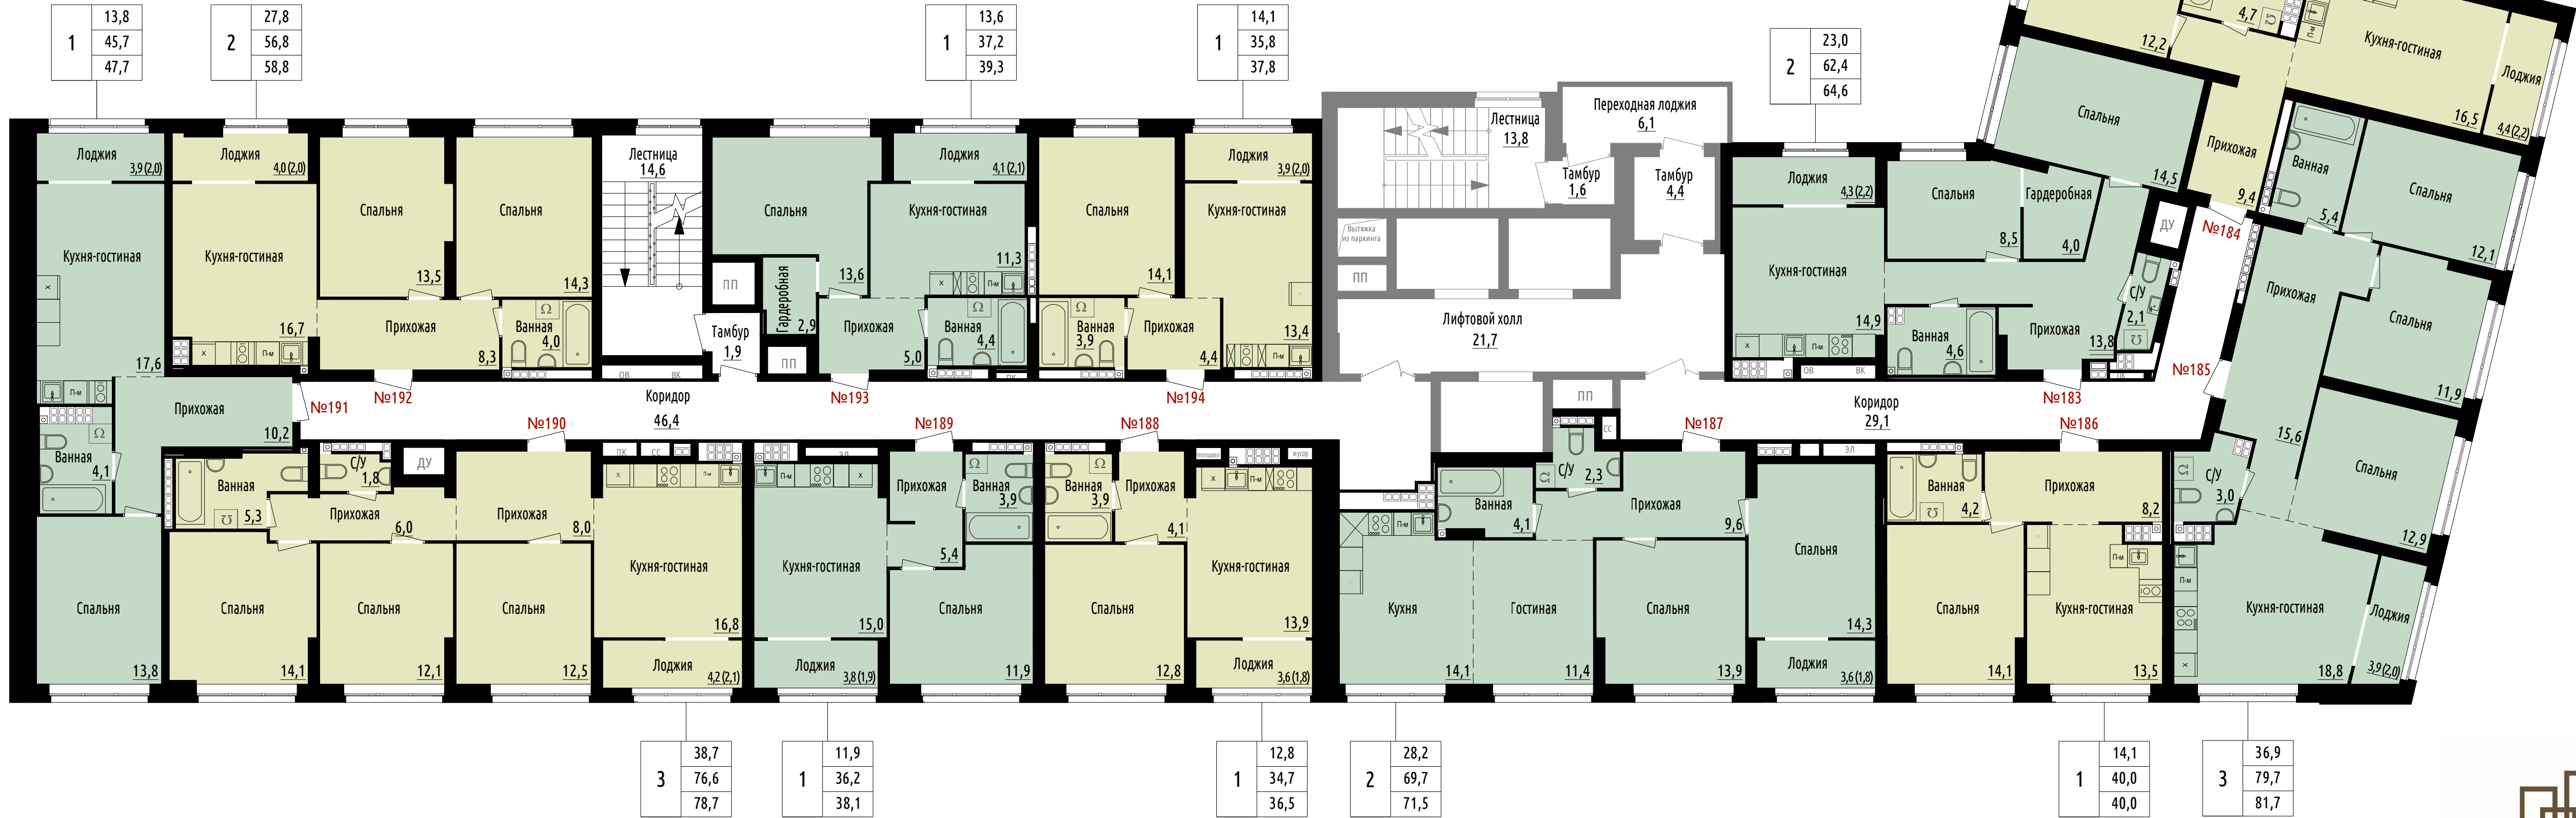 13,8
1
45,7
47,7
27,8
2
56,8
58,8
13,6
1
37,2
39,3
14,1
1
35,8
37,8
23,0
2
62,4
64,6
Лоджия
3,9 (2,0)
Кухня-гостиная
Х
17,6
П-м
Прихожая
10,2
Ванная
4,1
Спальня
13,8
№191
Лоджия
4,0 (2,0)
Кухня-гостиная
16,7
Х
П-м
Спальня
13,5
Спальня
14,3
Прихожая
8,3
Ванная
4,0
№192
Лестница
14,6
Тамбур
1,9
ПП
ПП
ОВ
ВК
Коридор
46,4
Спальня
13,6
Гардеробная
2,9
Лоджия
4,1 (2,1)
Кухня-гостиная
11,3
Х
П-м
Прихожая
5,0
Ванная
4,4
ПК
№193
Спальня
14,1
Лоджия
3,9 (2,0)
Кухня-гостиная
13,4
Х
П-м
Ванная
3,9
Прихожая
4,4
№194
Лестница
13,8
Переходная лоджия
6,1
Тамбур
1,6
Тамбур
4,4
Вытяжка
из паркинга
ПП
Лифтовой холл
21,7
ПП
СС
Лоджия
4,3 (2,2)
Кухня-гостиная
14,9
Х
П-м
Спальня
8,5
Гардеробная
4,0
Ванная
4,6
Прихожая
13,8
С/У
2,1
ОВ
ВК
ПК
№183
Коридор
29,1
ДУ
12,2
4,7
Кухня-гостиная
16,5
П-м
Лоджия
4,4 (2,2)
Прихожая
9,4
№184
Спальня
14,5
Ванная
5,4
Спальня
12,1
Прихожая
15,6
Спальня
11,9
Спальня
12,9
С/У
3,0
П-м
Х
Кухня-гостиная
18,8
Лоджия
3,9 (2,0)
№185
№190
Ванная
5,3
С/У
1,8
ДУ
Прихожая
6,0
Прихожая
8,0
ПК
СС
Х
П-м
Кухня-гостиная
16,8
Лоджия
4,2 (2,1)
Спальня
14,1
Спальня
12,1
Спальня
12,5
№189
ЭЛ
П-м
Х
Кухня-гостиная
15,0
Лоджия
3,8 (1,9)
Прихожая
5,4
Ванная
3,9
Спальня
11,9
№188
Ванная
3,9
Прихожая
4,1
мусор
Х
П-м
Кухня-гостиная
13,9
Лоджия
3,6 (1,8)
Спальня
12,8
№187
С/У
2,3
Ванная
4,1
П-м
Кухня
14,1
Гостиная
11,4
Прихожая
9,6
Спальня
13,9
Спальня
14,3
Лоджия
3,6 (1,8)
ЭЛ
№186
Ванная
4,2
Прихожая
8,2
П-м
Спальня
14,1
Кухня-гостиная
13,5
38,7
3
76,6
78,7
11,9
1
36,2
38,1
12,8
1
34,7
36,5
28,2
2
69,7
71,5
14,1
1
40,0
40,0
36,9
3
79,7
81,7